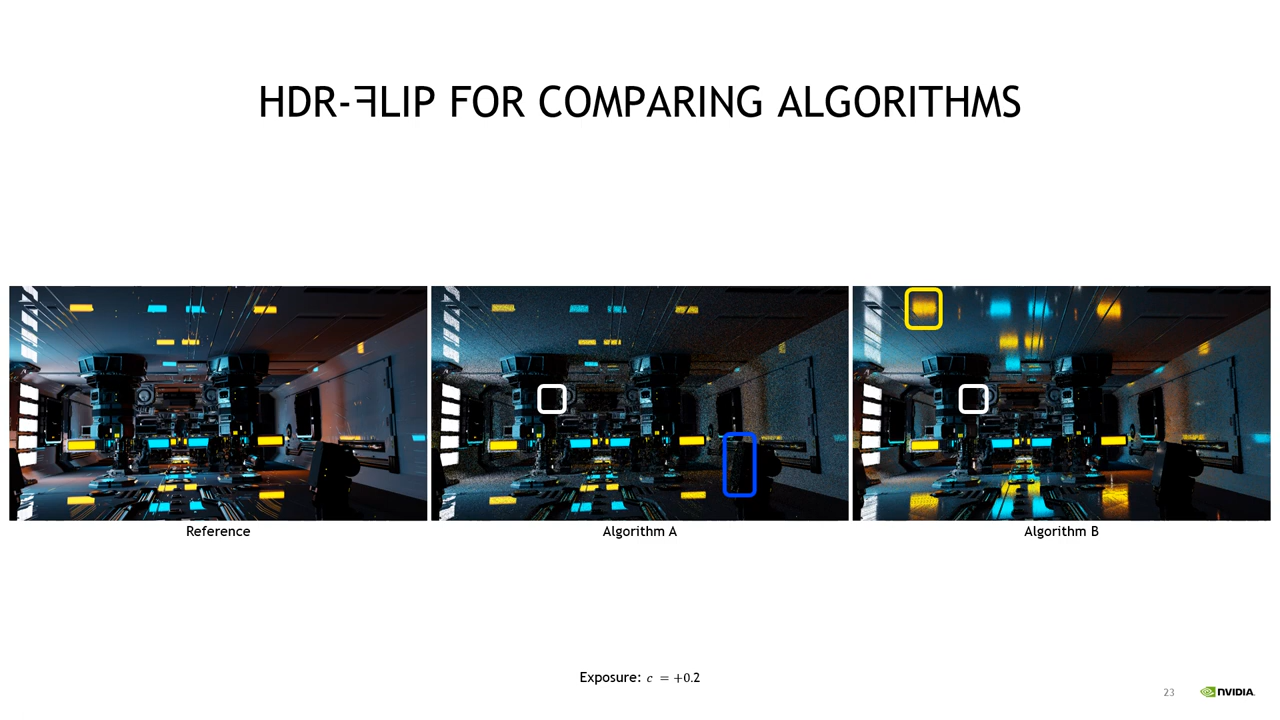 HDR-ꟻLIP FOR COMPARING ALGORITHMS
Reference
Algorithm A
Algorithm B
Exposure: c = +0.2
23
NVIDIA.